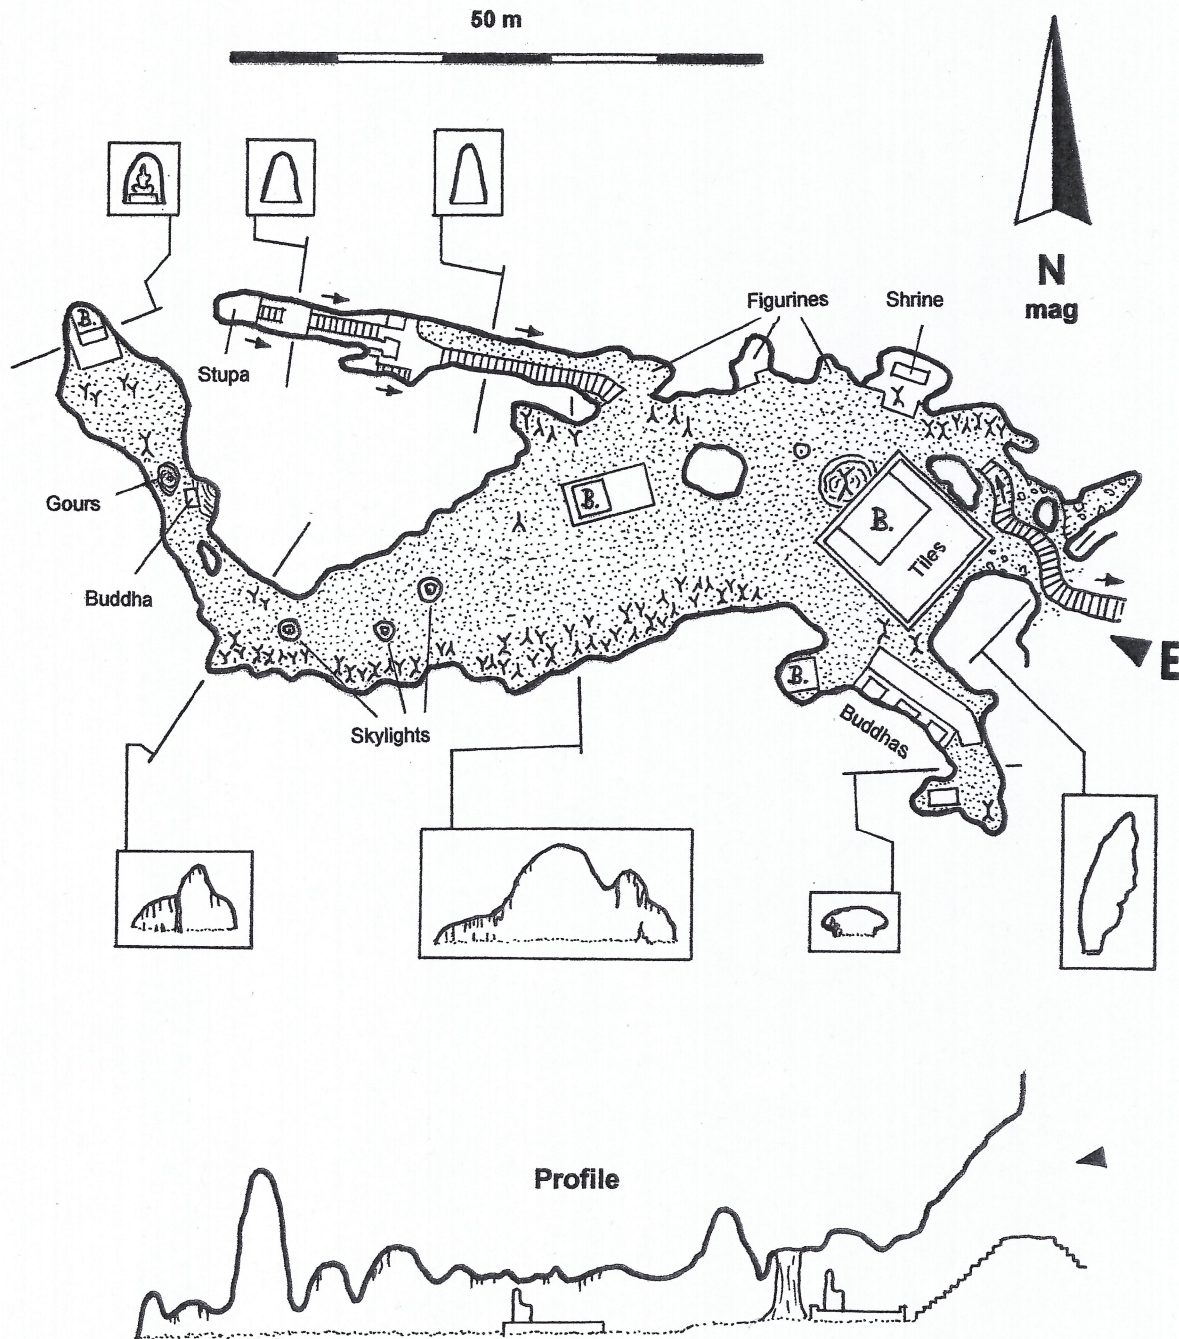 50 m
N
mag
Figurines
Shrine
B.
Stupa
Gours
B.
B.
Tiles
Buddha
E
B.
Skylights
Buddhas
Profile